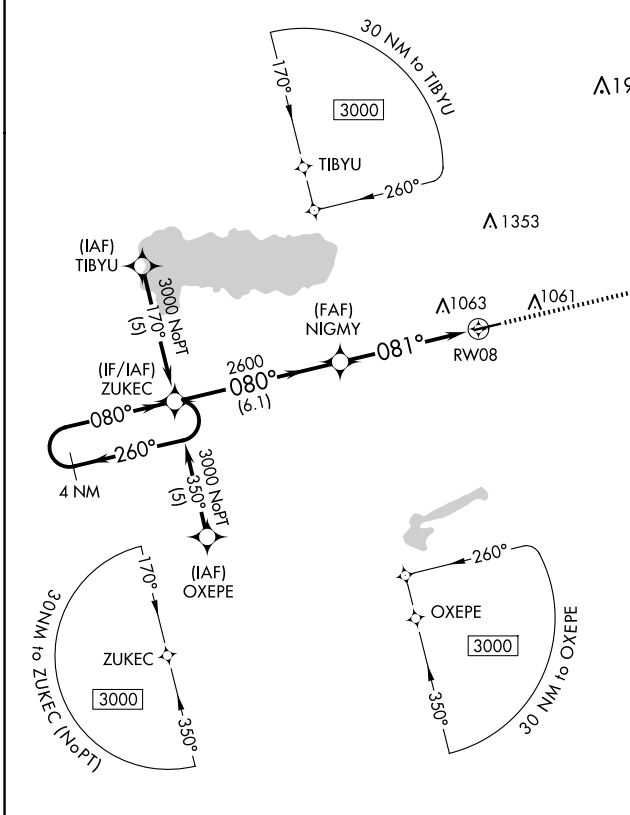 30 NM to TIBYU
170°
3000
TIBYU
260°
19
1353
(IAF)
TIBYU
3000 NoPT
170°
(5)
(FAF)
NIGMY
1063
1061
RW08
(IF/IAF)
ZUKEC
2600
080°
(6.1)
081°
080°
260°
4 NM
3000 NoPT
350°
(5)
(IAF)
OXEPE
170°
30NM to ZUKEC (NoPT)
ZUKEC
3000
350°
260°
OXEPE
3000
350°
30 NM to OXEPE